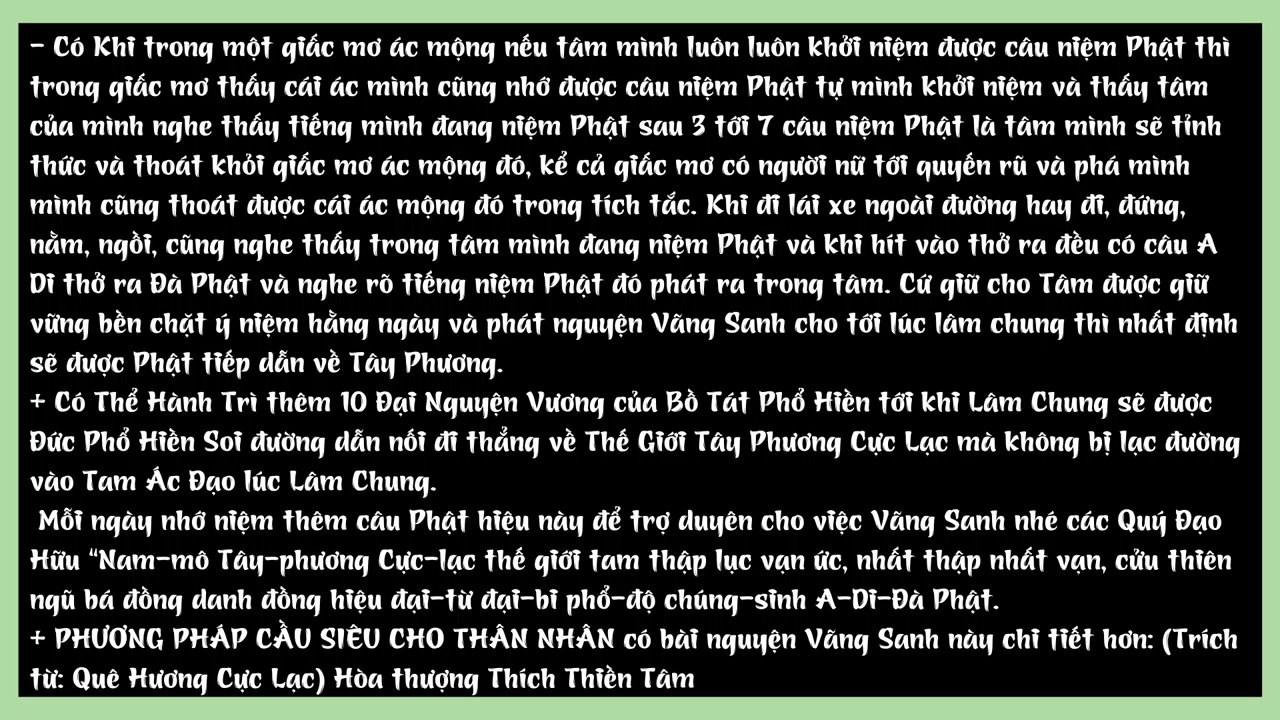 - Có Khi trong một giấc mơ ác mộng nếu tâm mình luôn luôn khởi niệm được câu niệm Phật thì
trong giấc mơ thấy cái ác mình cũng nhớ được câu niệm Phật tự mình khởi niệm và thấy tâm
của mình nghe thấy tiếng mình đang niệm Phật sau 3 tới 7 câu niệm Phật là tâm mình sẽ tỉnh
thức và thoát khỏi giấc mơ ác mộng đó, kể cả giấc mơ có người nữ tới quyến rũ và phá mình
mình cũng thoát được cái ác mộng đó trong tích tắc. Khi đi lái xe ngoài đường hay đi, đứng,
nằm, ngồi, cũng nghe thấy trong tâm mình đang niệm Phật và khi hít vào thở ra đều có câu A
Di thở ra Đà Phật và nghe rõ tiếng niệm Phật đó phát ra trong tâm. Cứ giữ cho Tâm được giữ
vững bền chặt ý niệm hằng ngày và phát nguyện Vãng Sanh cho tới lúc lâm chung thì nhất định
sẽ được Phật tiếp dẫn về Tây Phương.
+ Có Thể Hành Trì thêm 10 Đại Nguyện Vương của Bồ Tát Phổ Hiền tới khi Lâm Chung sẽ được
Đức Phổ Hiền Soi đường dẫn nối đi thẳng về Thế Giới Tây Phương Cực Lạc mà không bị lạc đường
vào Tam Ác Đạo lúc Lâm Chung.
Mỗi ngày nhớ niệm thêm câu Phật hiệu này để trợ duyên cho việc Vãng Sanh nhé các Quý Đạo
Hữu “Nam-mô Tây-phương Cực-lạc thế giới tam thập lục vạn ức, nhất thập nhất vạn, cửu thiên
ngũ bá đồng danh đồng hiệu đại-từ đại-bi phổ-độ chúng-sinh A-Di-Đà Phật.
+ PHƯƠNG PHÁP CẦU SIÊU CHO THÂN NHÂN có bài nguyện Vãng Sanh này chi tiết hơn: (Trích
từ: Quê Hương Cực Lạc) Hòa thượng Thích Thiền Tâm